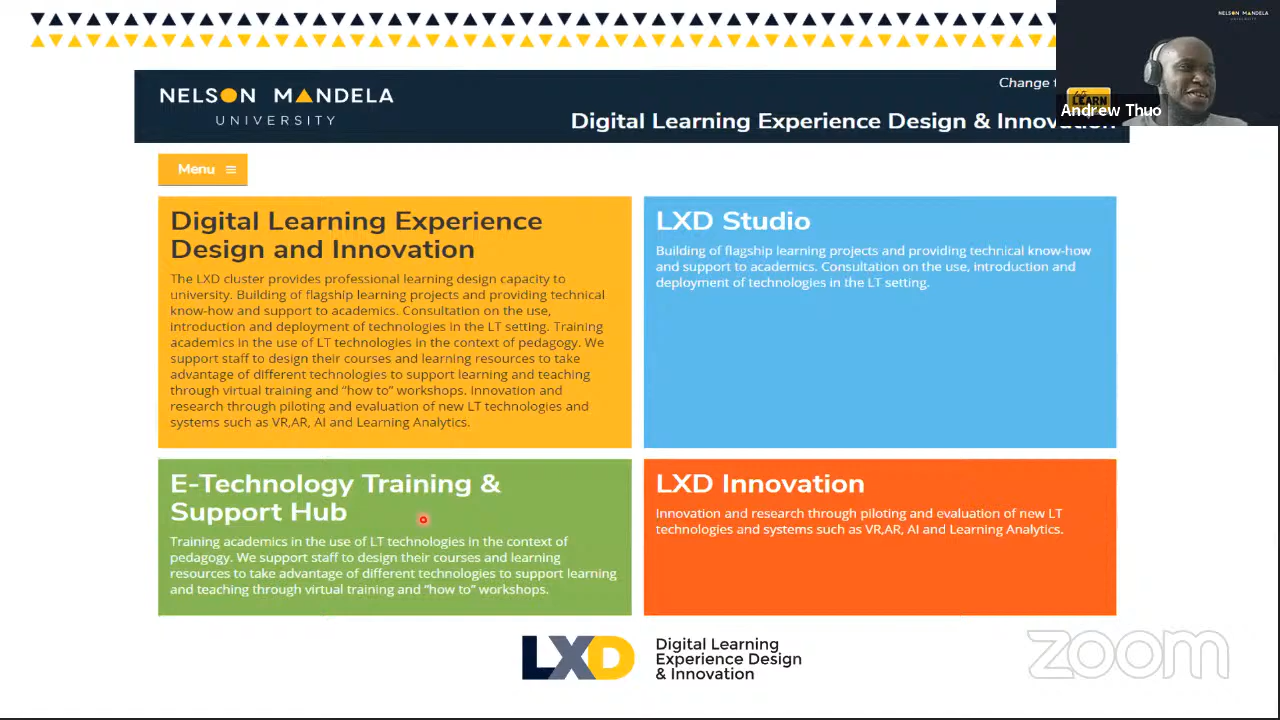 NELSON MANDELA
UNIVERSITY
Change
LEARN
Andrew Thuo
NELSON MANDELA
UNIVERSITY
Digital Learning Experience Design &
Menu
Digital Learning Experience
Design and Innovation
The LXD cluster provides professional learning design capacity to
university. Building of flagship learning projects and providing technical
know-how and support to academics. Consultation on the use,
introduction and deployment of technologies in the LT setting. Training
academics in the use of LT technologies in the context of pedagogy. We
support staff to design their courses and learning resources to take
advantage of different technologies to support learning and teaching
through virtual training and “how to” workshops. Innovation and
research through piloting and evaluation of new LT technologies and
systems such as VR,AR, AI and Learning Analytics.
LXD Studio
Building of flagship learning projects and providing technical know-how
and support to academics. Consultation on the use, introduction and
deployment of technologies in the LT setting.
E-Technology Training &
Support Hub
Training academics in the use of LT technologies in the context of
pedagogy. We support staff to design their courses and learning
resources to take advantage of different technologies to support learning
and teaching through virtual training and “how to” workshops.
LXD Innovation
Innovation and research through piloting and evaluation of new LT
technologies and systems such as VR,AR, AI and Learning Analytics.
LXD
Digital Learning
Experience Design
& Innovation
zoom